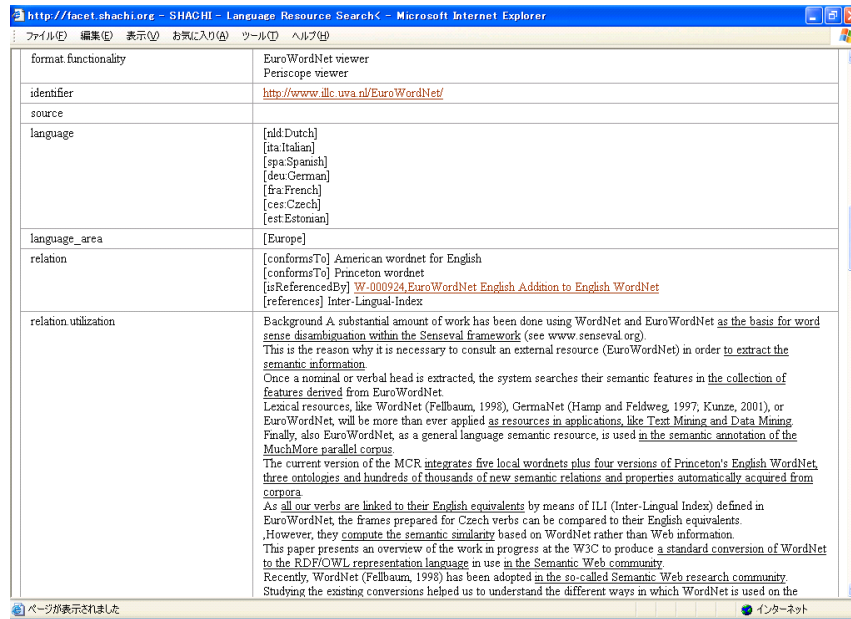 http://facet.shachi.org - SHACHI - Language Resource Search< - Microsoft Internet Explorer
ファイル(F) 編集(E) 表示(V) お気に入り(A) ツール(T) ヘルプ(H)
format.functionality EuroWordNet viewer
Periscope viewer
identifier http://www.illc.uva.nl/EuroWordNet/
source
language [nld:Dutch]
[ita:Italian]
[spa:Spanish]
[deu:German]
[fra:French]
[ces:Czech]
[est:Estonian]
language_area [Europe]
relation [conformsTo] American wordnet for English
[conformsTo] Princeton wordnet
[isReferencedBy] W-000924,EuroWordNet English Addition to English WordNet
[references] Inter-Lingual-Index
relation.utilization Background A substantial amount of work has been done using WordNet and EuroWordNet as the basis for word
sense disambiguation within the Senseval framework (see www.senseval.org).
This is the reason why it is necessary to consult an external resource (EuroWordNet) in order to extract the
semantic information.
Once a nominal or verbal head is extracted, the system searches their semantic features in the collection of
features derived from EuroWordNet.
Lexical resources, like WordNet (Fellbaum, 1998), GermaNet (Hamp and Feldweg, 1997; Kunze, 2001), or
EuroWordNet, will be more than ever applied as resources in applications, like Text Mining and Data Mining.
Finally, also EuroWordNet, as a general language semantic resource, is used in the semantic annotation of the
MuchMore parallel corpus.
The current version of the MCR integrates five local wordnets plus four versions of Princeton's English WordNet,
three ontologies and hundreds of thousands of new semantic relations and properties automatically acquired from
corpora.
As all our verbs are linked to their English equivalents by means of ILI (Inter-Lingual Index) defined in
EuroWordNet, the frames prepared for Czech verbs can be compared to their English equivalents.
,However, they compute the semantic similarity based on WordNet rather than Web information.
This paper presents an overview of the work in progress at the W3C to produce a standard conversion of WordNet
to the RDF/OWL representation language in use in the Semantic Web community.
Recently, WordNet (Fellbaum, 1998) has been adopted in the so-called Semantic Web research community.
Studying the existing conversions helped us to understand the different ways in which WordNet is used on the
ページが表示されました インターネット